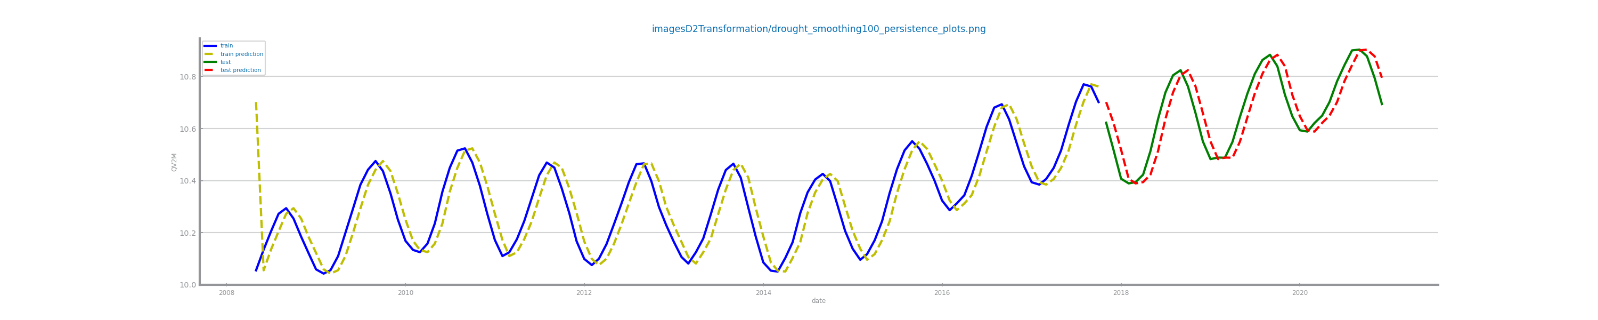 imagesD2Transformation/drought_smoothing100_persistence_plots.png
train
train prediction
test
test prediction
10.8
10.6
10.4
10.2
10.0
QV2M
2008 2010 2012 2014 2016 2018 2020
date